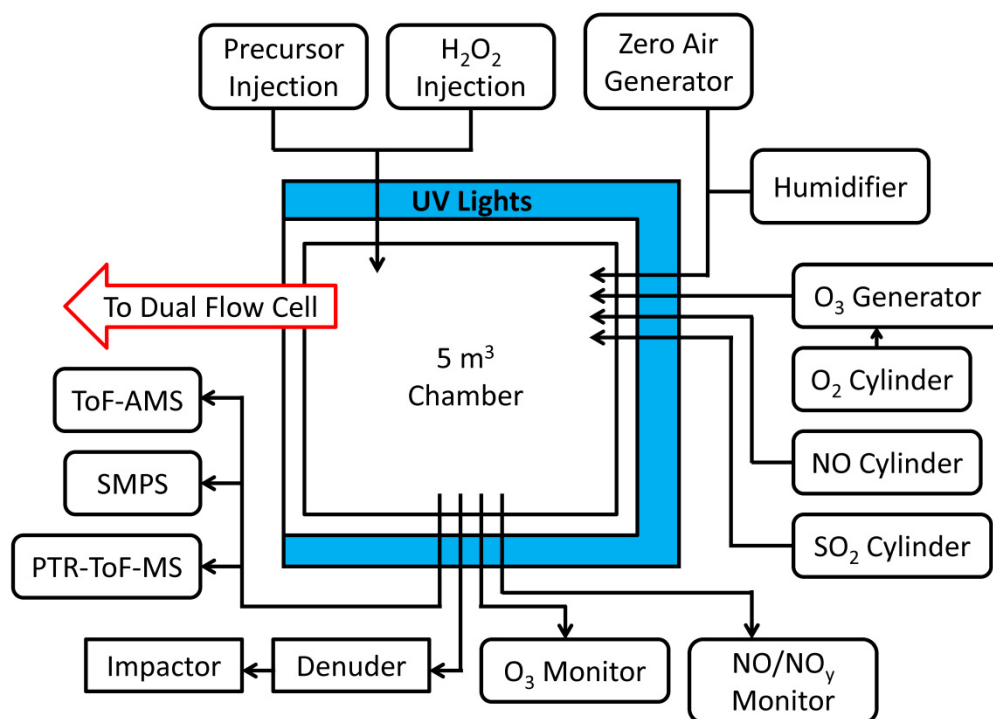 Precursor
Injection
H₂O₂
Injection
Zero Air
Generator
UV Lights
Humidifier
To Dual Flow Cell
O₃ Generator
5 m³
Chamber
O₂ Cylinder
ToF-AMS
NO Cylinder
SMPS
SO₂ Cylinder
PTR-ToF-MS
Impactor
Denuder
O₃ Monitor
NO/NOᵧ
Monitor